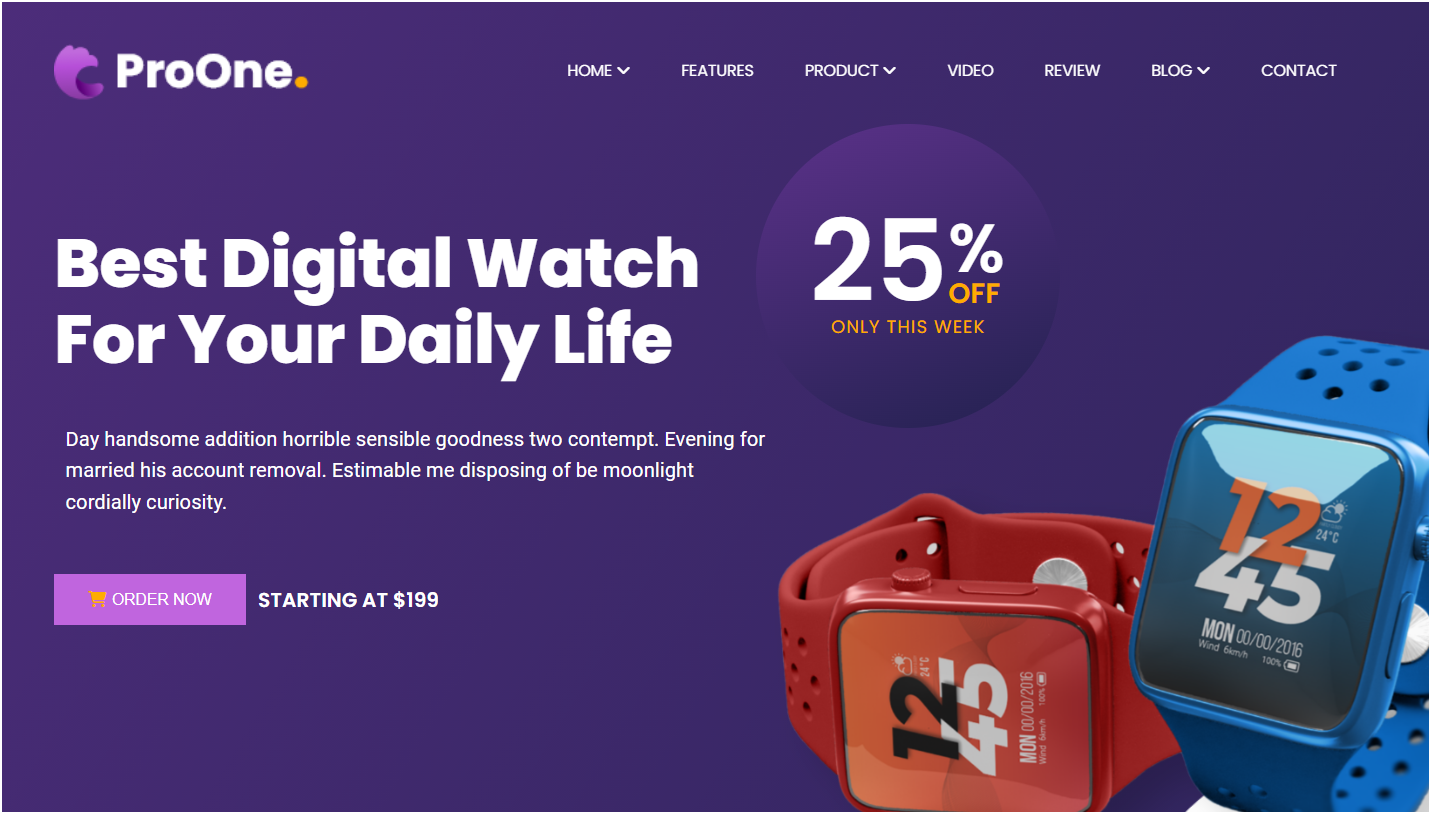 ProOne.
HOME
FEATURES
PRODUCT
VIDEO
REVIEW
BLOG
CONTACT
Best Digital Watch
For Your Daily Life
Day handsome addition horrible sensible goodness two contempt. Evening for
married his account removal. Estimable me disposing of be moonlight
cordially curiosity.
ORDER NOW
STARTING AT $199
25%
OFF
ONLY THIS WEEK
12
24°C
45
MON 00/00/2016
Wind 6km/h
100%
12
24°C
45
MON 00/00/2016
Wind 6km/h
100%